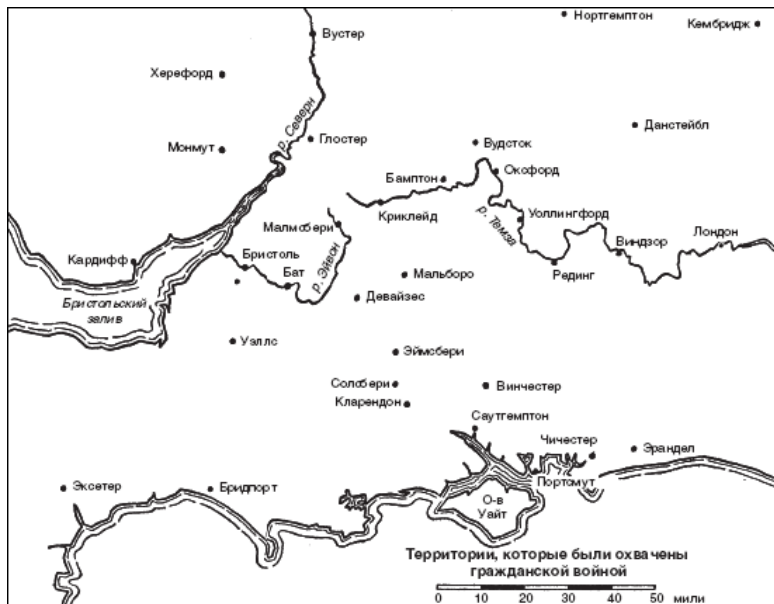 Нортгемптон
Кембридж
Вустер
Херефорд
Данстейбл
р. Северн
Глостер
Монмут
Вудсток
Оксфорд
Бамптон
Криклейд
р. Темза
Уоллингфорд
Малмсбери
Лондон
Виндзор
Бристоль
Кардифф
Бат
р. Эйвон
Мальборо
Рединг
Девайзес
Бристольский
залив
Уэллс
Эймсбери
Солсбери
Винчестер
Кларендон
Саутгемптон
Чичестер
Эрандел
Эксетер
Бридпорт
Портсмут
О-в
Уайт
Территории, которые были охвачены
гражданской войной
0 10 20 30 40 50 мили